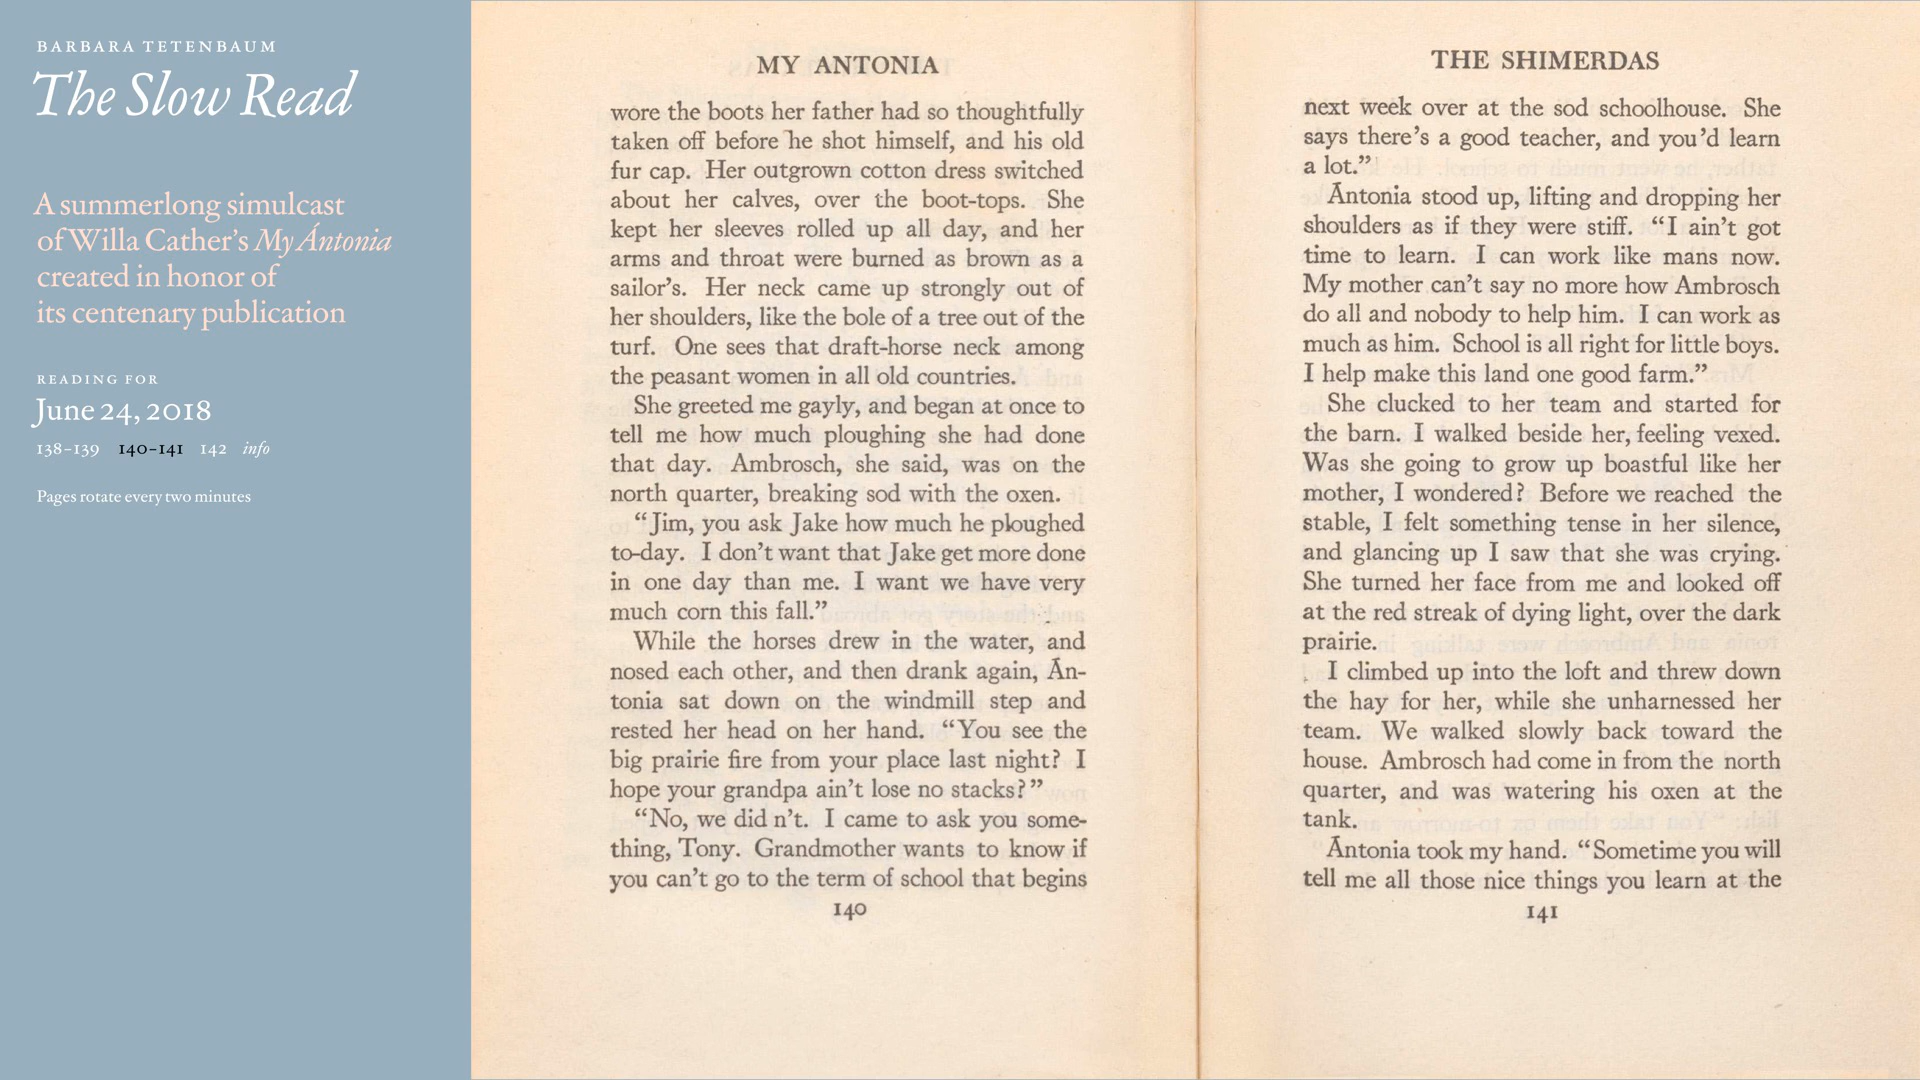 BARBARA TETENBAUM
The Slow Read
A summerlong simulcast
of Willa Cather's My Ántonia
created in honor of
its centenary publication
READING FOR
June 24, 2018
138–139 140–141 142 info
Pages rotate every two minutes
MY ANTONIA
wore the boots her father had so thoughtfully
taken off before he shot himself, and his old
fur cap. Her outgrown cotton dress switched
about her calves, over the boot-tops. She
kept her sleeves rolled up all day, and her
arms and throat were burned as brown as a
sailor's. Her neck came up strongly out of
her shoulders, like the bole of a tree out of the
turf. One sees that draft-horse neck among
the peasant women in all old countries.
She greeted me gayly, and began at once to
tell me how much ploughing she had done
that day. Ambrosch, she said, was on the
north quarter, breaking sod with the oxen.
"Jim, you ask Jake how much he ploughed
to-day. I don't want that Jake get more done
in one day than me. I want we have very
much corn this fall."
While the horses drew in the water, and
nosed each other, and then drank again, Án-
tonia sat down on the windmill step and
rested her head on her hand. "You see the
big prairie fire from your place last night? I
hope your grandpa ain't lose no stacks?"
"No, we did n't. I came to ask you some-
thing, Tony. Grandmother wants to know if
you can't go to the term of school that begins
140
THE SHIMERDAS
next week over at the sod schoolhouse. She
says there's a good teacher, and you'd learn
a lot."
Ántonia stood up, lifting and dropping her
shoulders as if they were stiff. "I ain't got
time to learn. I can work like mans now.
My mother can't say no more how Ambrosch
do all and nobody to help him. I can work as
much as him. School is all right for little boys.
I help make this land one good farm."
She clucked to her team and started for
the barn. I walked beside her, feeling vexed.
Was she going to grow up boastful like her
mother, I wondered? Before we reached the
stable, I felt something tense in her silence,
and glancing up I saw that she was crying.
She turned her face from me and looked off
at the red streak of dying light, over the dark
prairie.
I climbed up into the loft and threw down
the hay for her, while she unharnessed her
team. We walked slowly back toward the
house. Ambrosch had come in from the north
quarter, and was watering his oxen at the
tank.
Ántonia took my hand. "Sometime you will
tell me all those nice things you learn at the
141